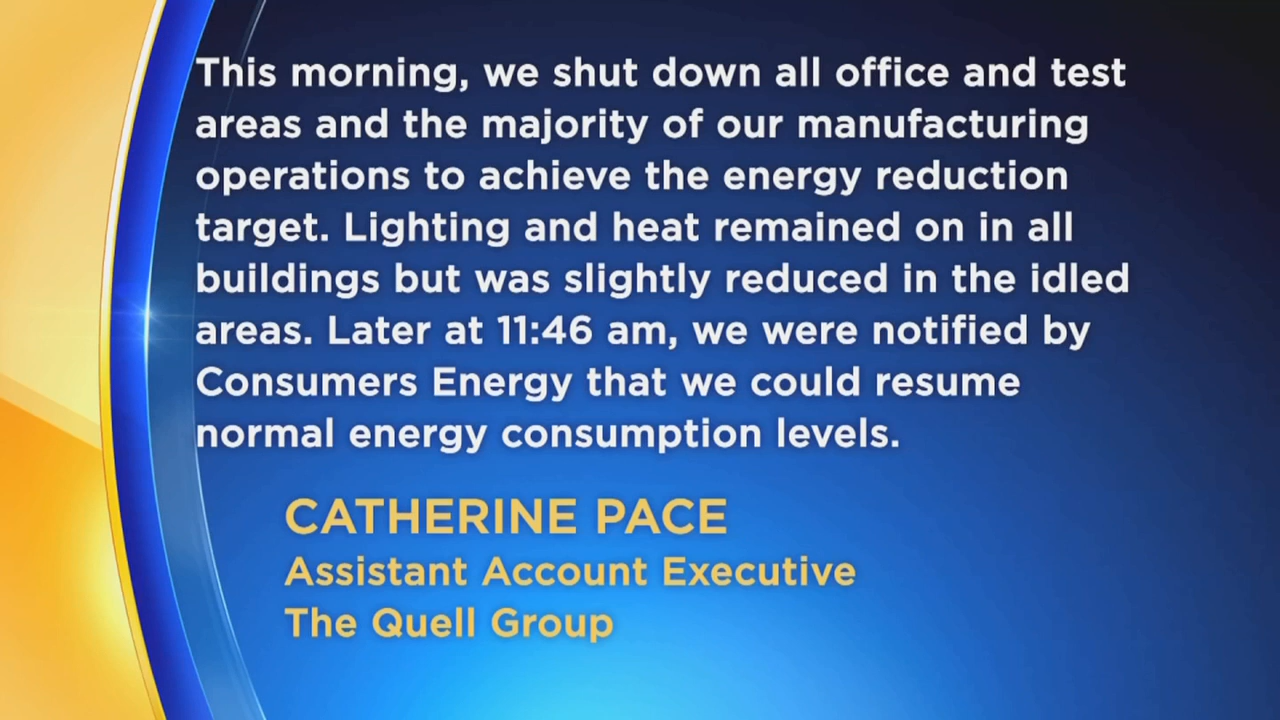 This morning, we shut down all office and test
areas and the majority of our manufacturing
operations to achieve the energy reduction
target. Lighting and heat remained on in all
buildings but was slightly reduced in the idled
areas. Later at 11:46 am, we were notified by
Consumers Energy that we could resume
normal energy consumption levels.
CATHERINE PACE
Assistant Account Executive
The Quell Group